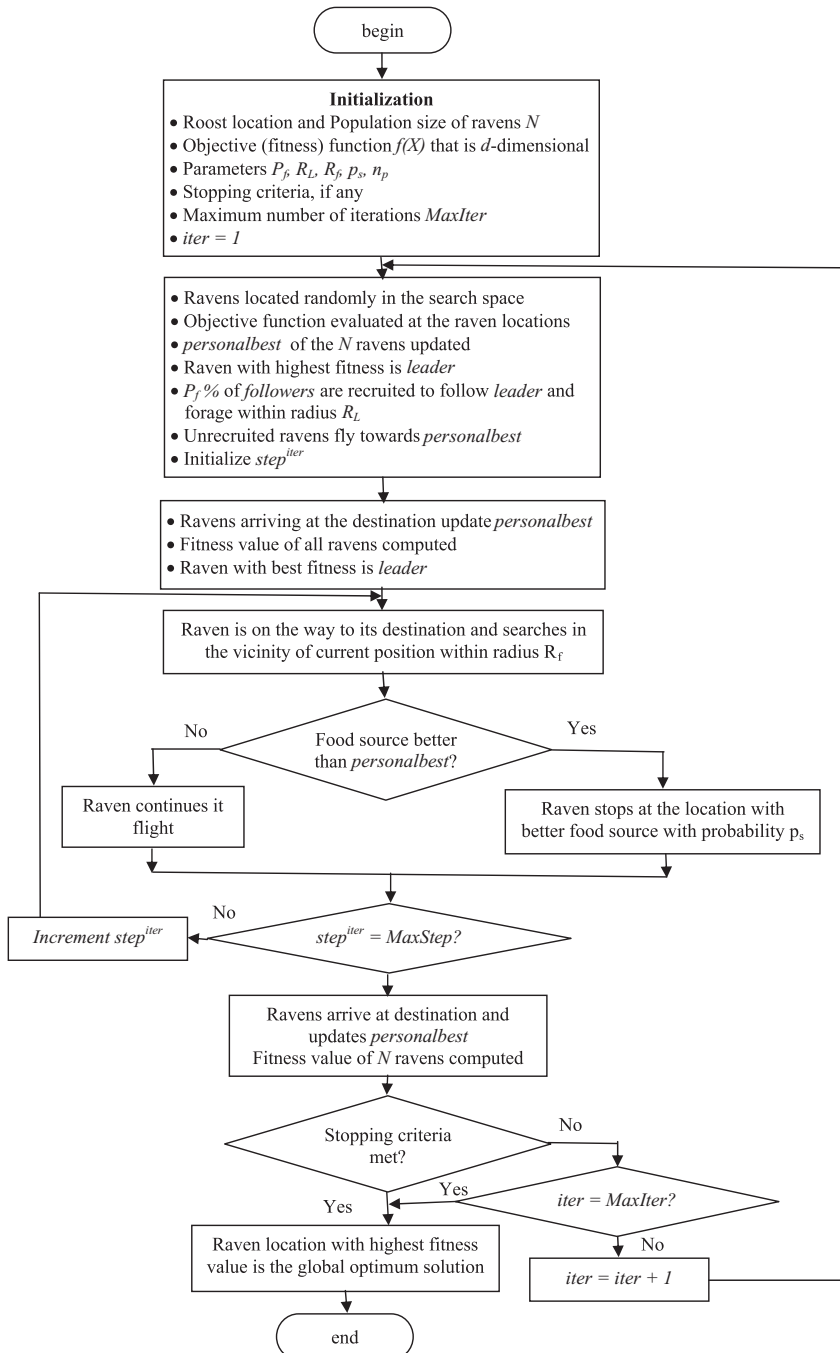 begin
Initialization
• Roost location and Population size of ravens N
• Objective (fitness) function f(X) that is d-dimensional
• Parameters P_f, R_L, R_f, p_s, n_p
• Stopping criteria, if any
• Maximum number of iterations MaxIter
• iter = 1
• Ravens located randomly in the search space
• Objective function evaluated at the raven locations
• personalbest of the N ravens updated
• Raven with highest fitness is leader
• P_f % of followers are recruited to follow leader and
forage within radius R_L
• Unrecruited ravens fly towards personalbest
• Initialize step^iter
• Ravens arriving at the destination update personalbest
• Fitness value of all ravens computed
• Raven with best fitness is leader
Raven is on the way to its destination and searches in
the vicinity of current position within radius R_f
No
Yes
Food source better
than personalbest?
Raven continues it
flight
Raven stops at the location with
better food source with probability p_s
No
Increment step^iter
step^iter = MaxStep?
Ravens arrive at destination and
updates personalbest
Fitness value of N ravens computed
No
Stopping criteria
met?
Yes
Yes
iter = MaxIter?
No
Raven location with highest fitness
value is the global optimum solution
iter = iter + 1
end